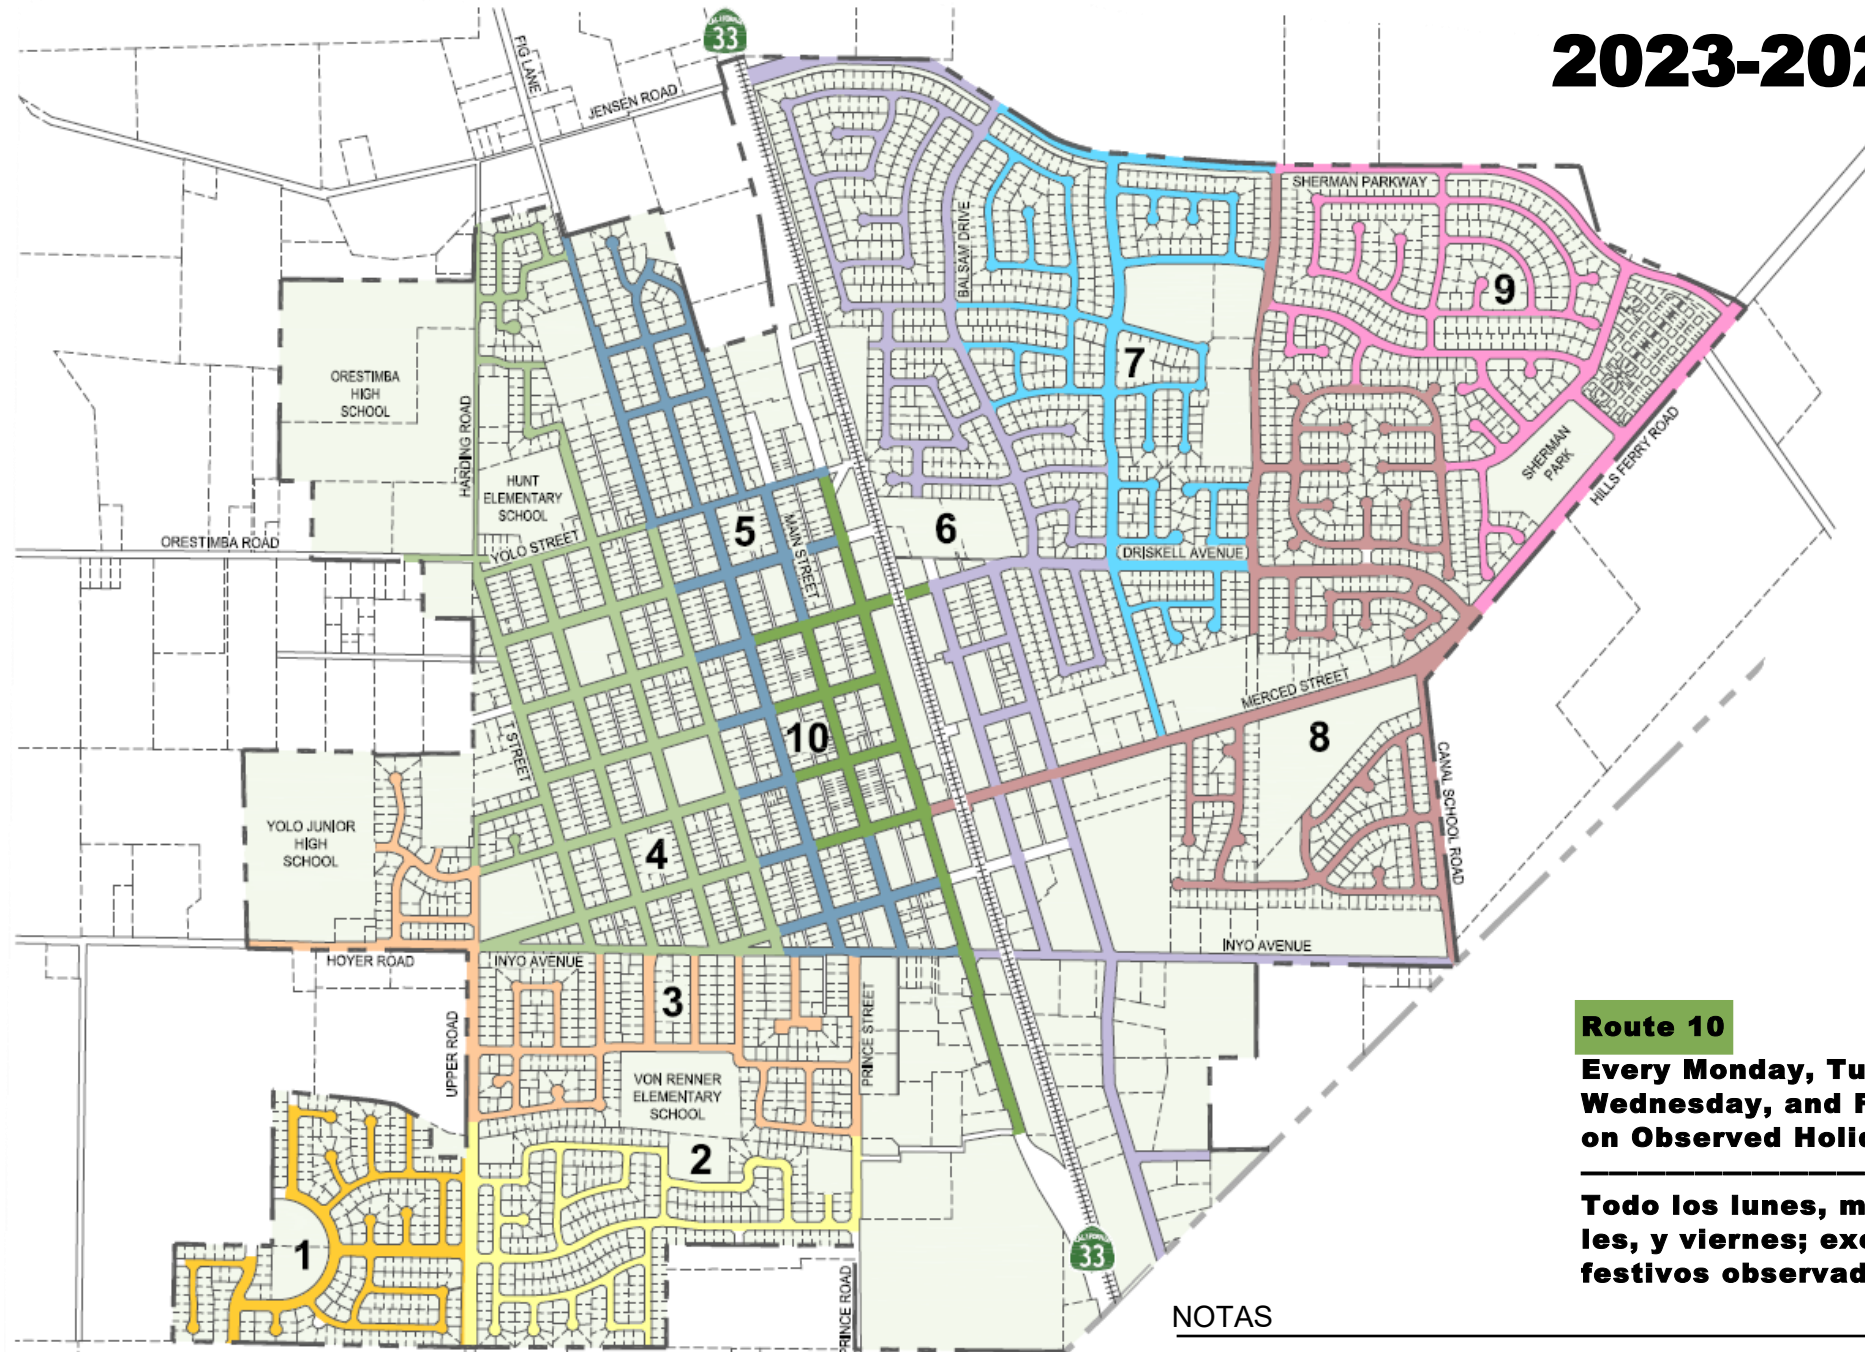 2023-202
CALIFORNIA
33
FIG LANE
JENSEN ROAD
SHERMAN PARKWAY
BALSAM DRIVE
9
7
ORESTIMBA
HIGH
SCHOOL
HARDING ROAD
HUNT
ELEMENTARY
SCHOOL
SHERMAN
PARK
HILLS FERRY ROAD
5
MAIN STREET
6
ORESTIMBA ROAD
YOLO STREET
DRISKELL AVENUE
MERCED STREET
T STREET
10
8
CANAL SCHOOL ROAD
YOLO JUNIOR
HIGH
SCHOOL
4
HOYER ROAD
INYO AVENUE
INYO AVENUE
3
PRINCE STREET
UPPER ROAD
VON RENNER
ELEMENTARY
SCHOOL
2
1
CALIFORNIA
33
PRINCE ROAD
Route 10
Every Monday, Tu
Wednesday, and F
on Observed Holid
Todo los lunes, m
les, y viernes; exc
festivos observad
NOTAS